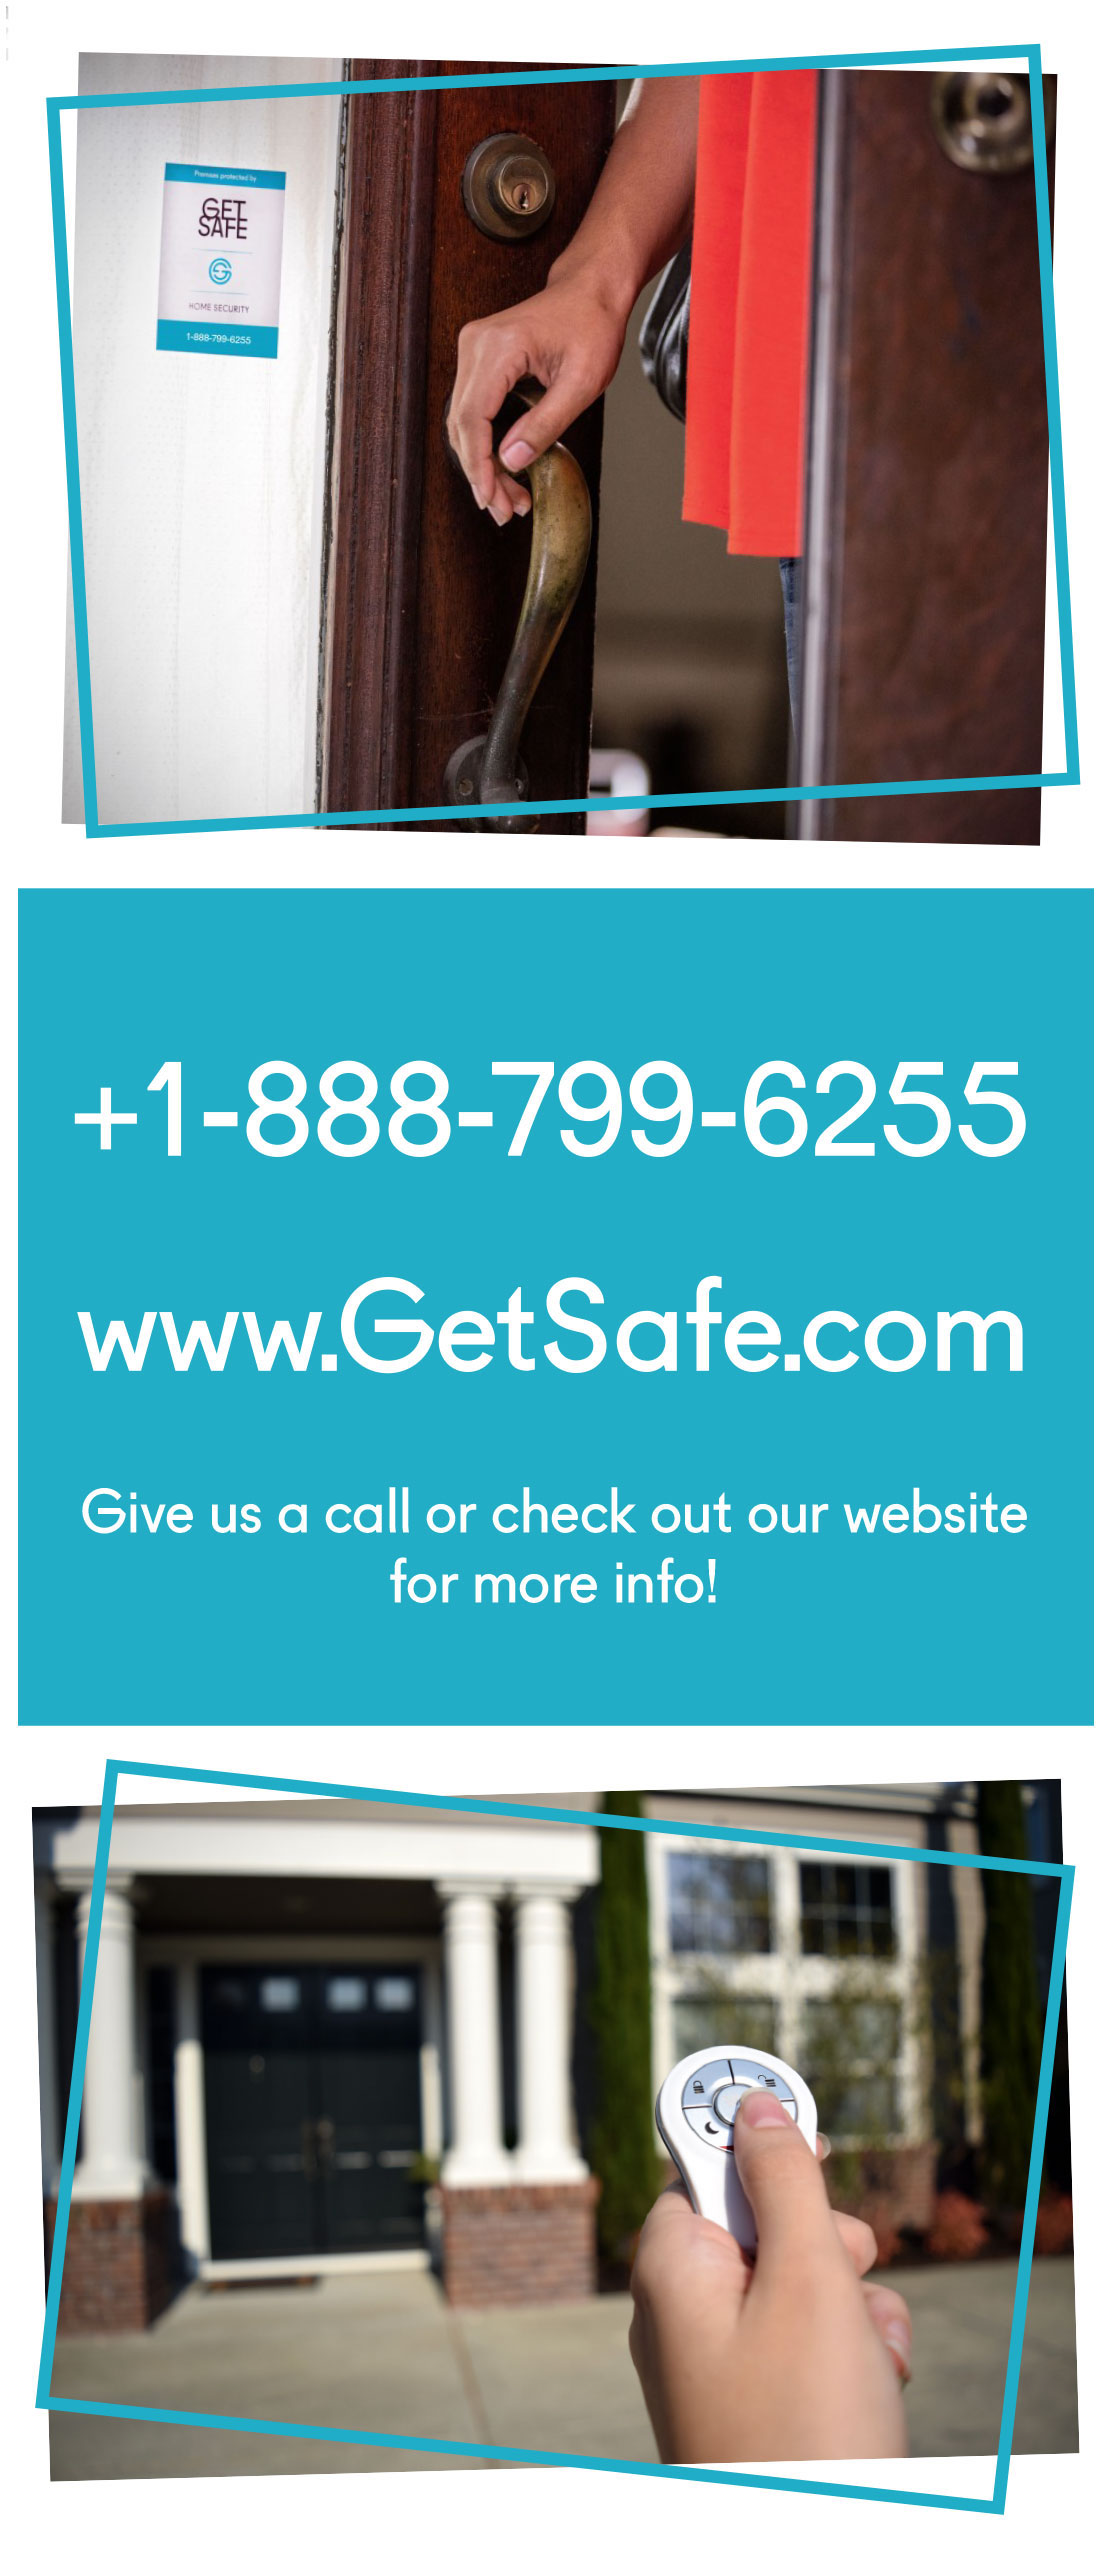 Premises protected by
GET
SAFE
HOME SECURITY
1-888-799-6255
+1-888-799-6255
www.GetSafe.com
Give us a call or check out our website
for more info!